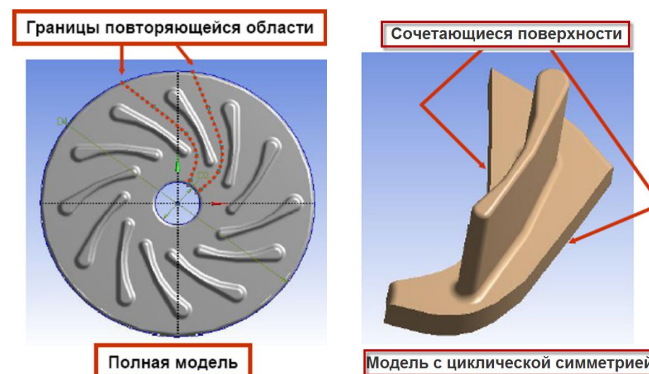 Границы повторяющейся области
Сочетающиеся поверхности
Полная модель
Модель с циклической симметрией